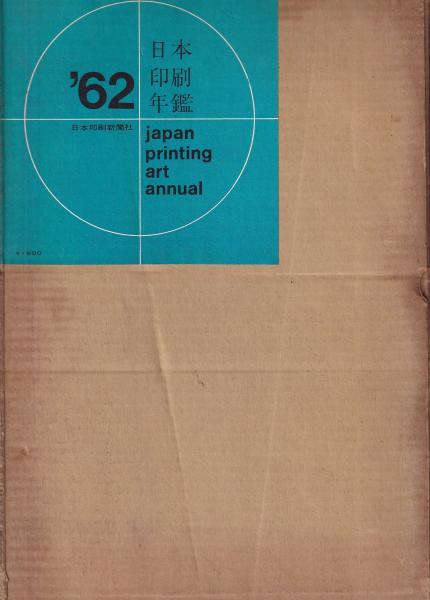 '62
日本
印刷
年鑑
日本印刷新聞社
japan
printing
art
annual